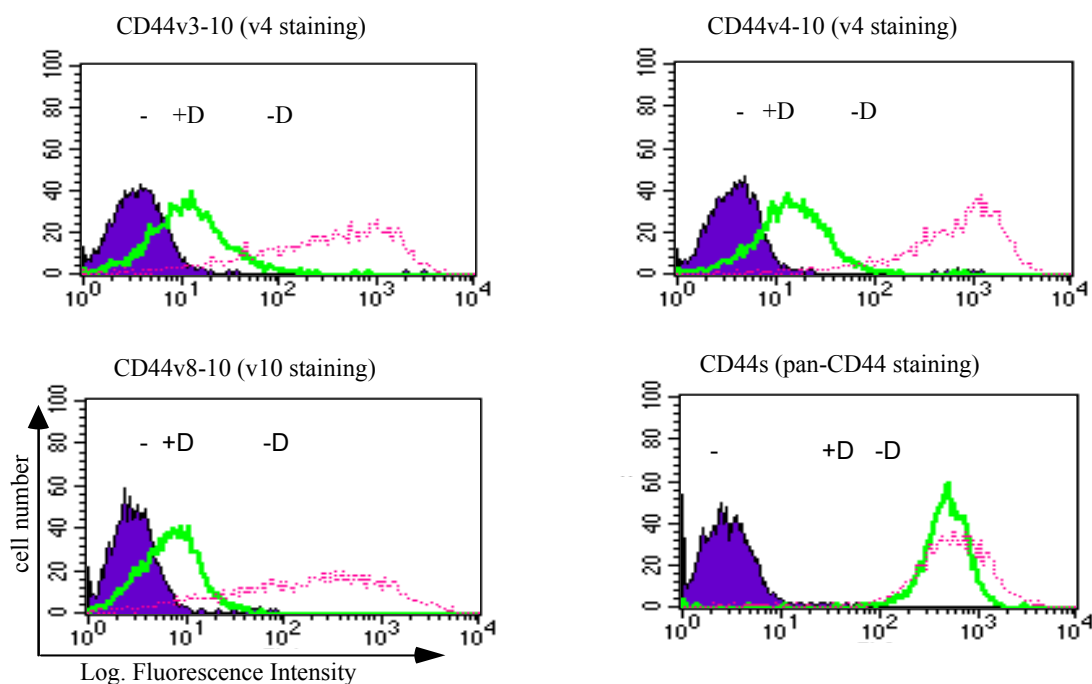 CD44v3-10 (v4 staining)
100
80
60
40
20
0
- +D -D
10^0 10^1 10^2 10^3 10^4
CD44v4-10 (v4 staining)
100
80
60
40
20
0
- +D -D
10^0 10^1 10^2 10^3 10^4
CD44v8-10 (v10 staining)
100
80
60
40
20
0
- +D -D
10^0 10^1 10^2 10^3 10^4
cell number
Log. Fluorescence Intensity
CD44s (pan-CD44 staining)
100
80
60
40
20
0
- +D -D
10^0 10^1 10^2 10^3 10^4